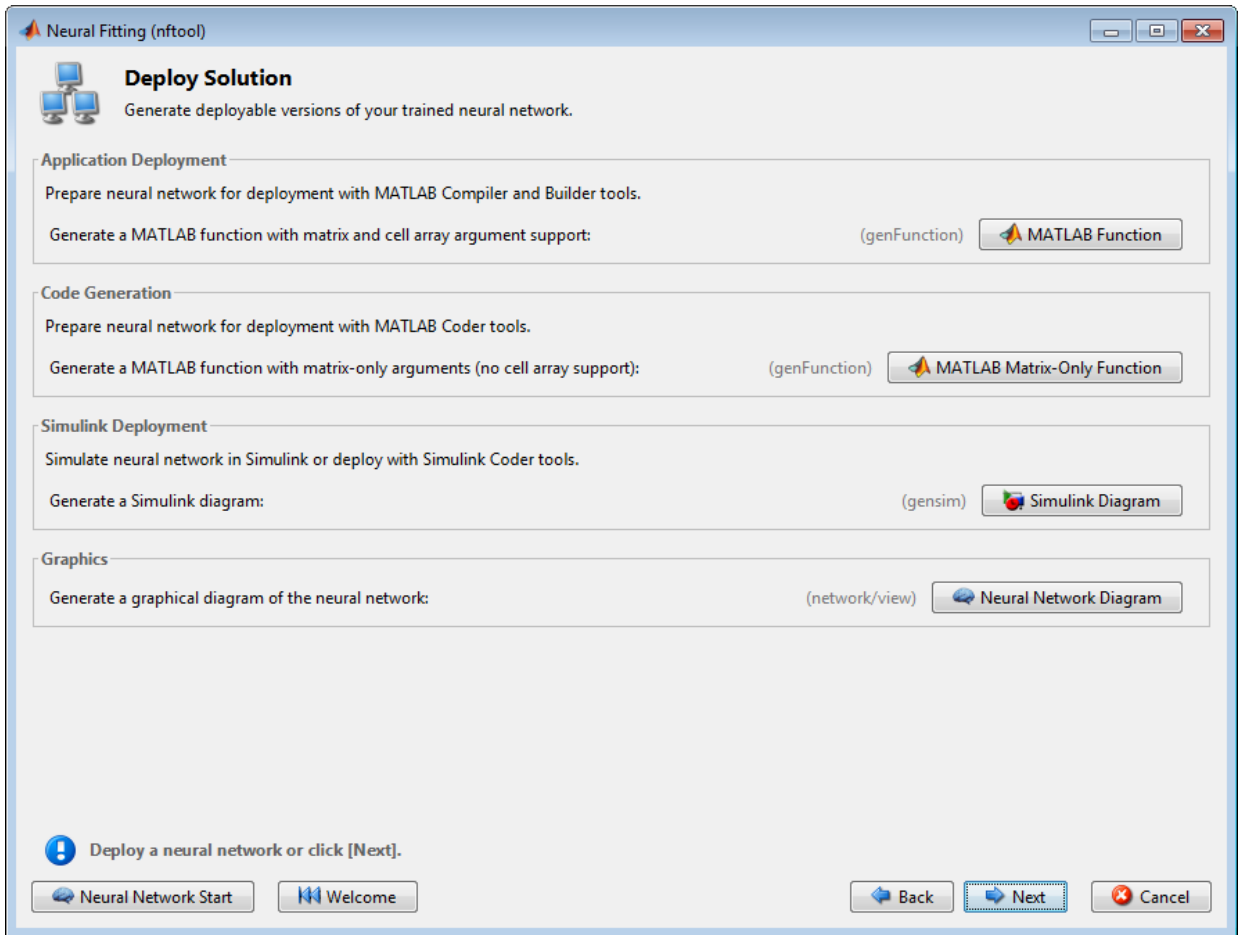 Neural Fitting (nftool)
Deploy Solution
Generate deployable versions of your trained neural network.
Application Deployment
Prepare neural network for deployment with MATLAB Compiler and Builder tools.
Generate a MATLAB function with matrix and cell array argument support: (genFunction) MATLAB Function
Code Generation
Prepare neural network for deployment with MATLAB Coder tools.
Generate a MATLAB function with matrix-only arguments (no cell array support): (genFunction) MATLAB Matrix-Only Function
Simulink Deployment
Simulate neural network in Simulink or deploy with Simulink Coder tools.
Generate a Simulink diagram: (gensim) Simulink Diagram
Graphics
Generate a graphical diagram of the neural network: (network/view) Neural Network Diagram
Deploy a neural network or click [Next].
Neural Network Start Welcome Back Next Cancel